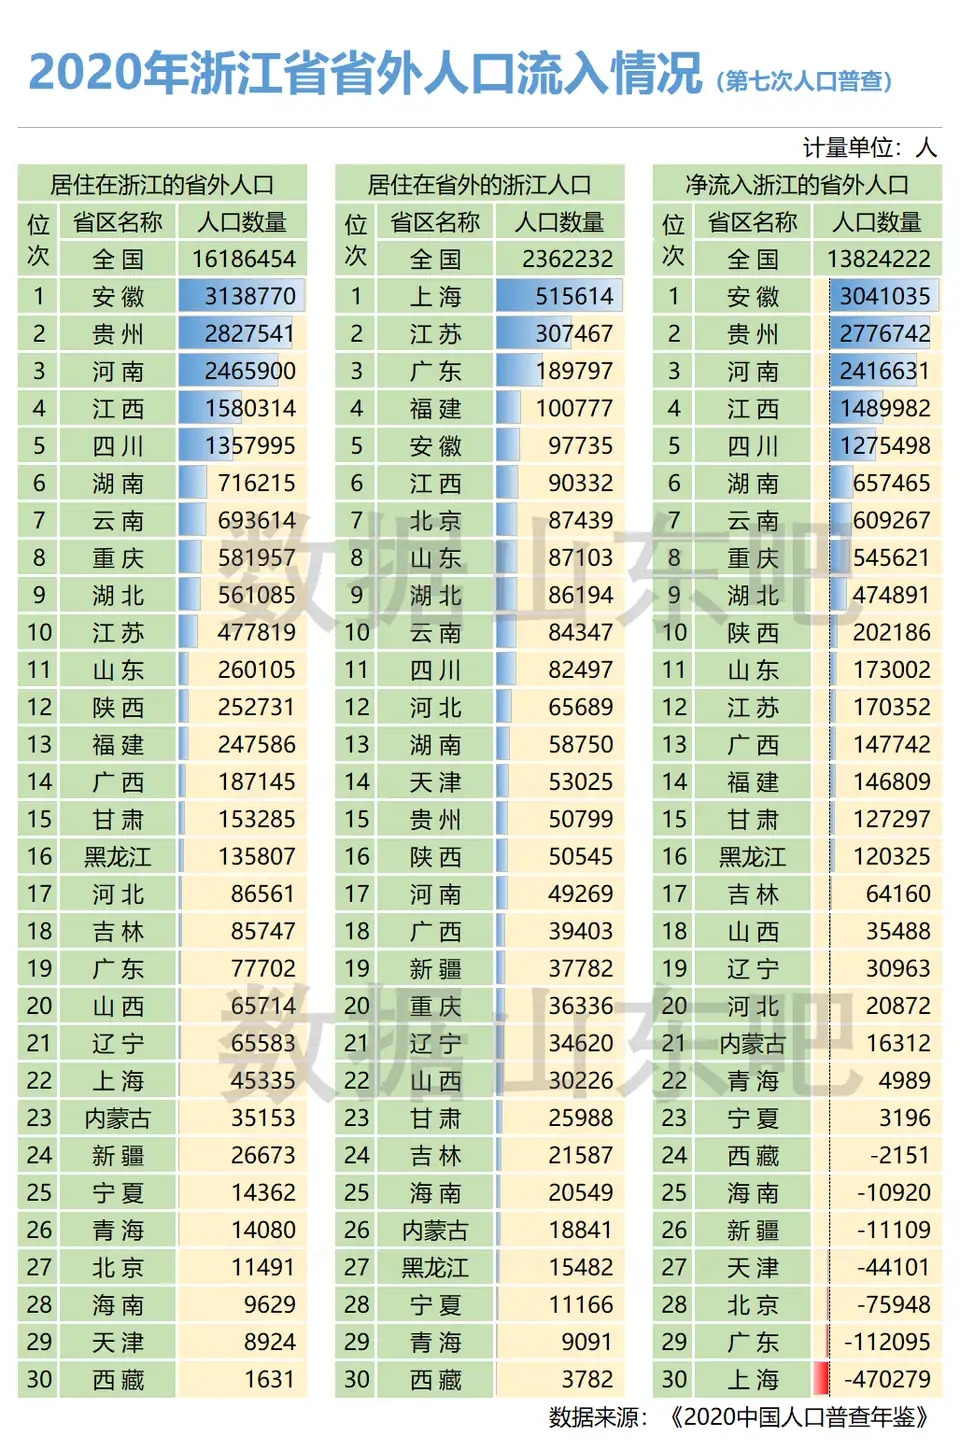 2020年浙江省省外人口流入情况（第七次人口普查）
计量单位：人
居住在浙江的省外人口 居住在省外的浙江人口 净流入浙江的省外人口
位次 省区名称 人口数量 位次 省区名称 人口数量 位次 省区名称 人口数量
全国 16186454 全国 2362232 全国 13824222
1 安徽 3138770 1 上海 515614 1 安徽 3041035
2 贵州 2827541 2 江苏 307467 2 贵州 2776742
3 河南 2465900 3 广东 189797 3 河南 2416631
4 江西 1580314 4 福建 100777 4 江西 1489982
5 四川 1357995 5 安徽 97735 5 四川 1275498
6 湖南 716215 6 江西 90332 6 湖南 657465
7 云南 693614 7 北京 87439 7 云南 609267
8 重庆 581957 8 山东 87103 8 重庆 545621
9 湖北 561085 9 湖北 86194 9 湖北 474891
10 江苏 477819 10 云南 84347 10 陕西 202186
11 山东 260105 11 四川 82497 11 山东 173002
12 陕西 252731 12 河北 65689 12 江苏 170352
13 福建 247586 13 湖南 58750 13 广西 147742
14 广西 187145 14 天津 53025 14 福建 146809
15 甘肃 153285 15 贵州 50799 15 甘肃 127297
16 黑龙江 135807 16 陕西 50545 16 黑龙江 120325
17 河北 86561 17 河南 49269 17 吉林 64160
18 吉林 85747 18 广西 39403 18 山西 35488
19 广东 77702 19 新疆 37782 19 辽宁 30963
20 山西 65714 20 重庆 36336 20 河北 20872
21 辽宁 65583 21 辽宁 34620 21 内蒙古 16312
22 上海 45335 22 山西 30226 22 青海 4989
23 内蒙古 35153 23 甘肃 25988 23 宁夏 3196
24 新疆 26673 24 吉林 21587 24 西藏 -2151
25 宁夏 14362 25 海南 20549 25 海南 -10920
26 青海 14080 26 内蒙古 18841 26 新疆 -11109
27 北京 11491 27 黑龙江 15482 27 天津 -44101
28 海南 9629 28 宁夏 11166 28 北京 -75948
29 天津 8924 29 青海 9091 29 广东 -112095
30 西藏 1631 30 西藏 3782 30 上海 -470279
数据来源：《2020中国人口普查年鉴》
数据山东吧
数据山东吧